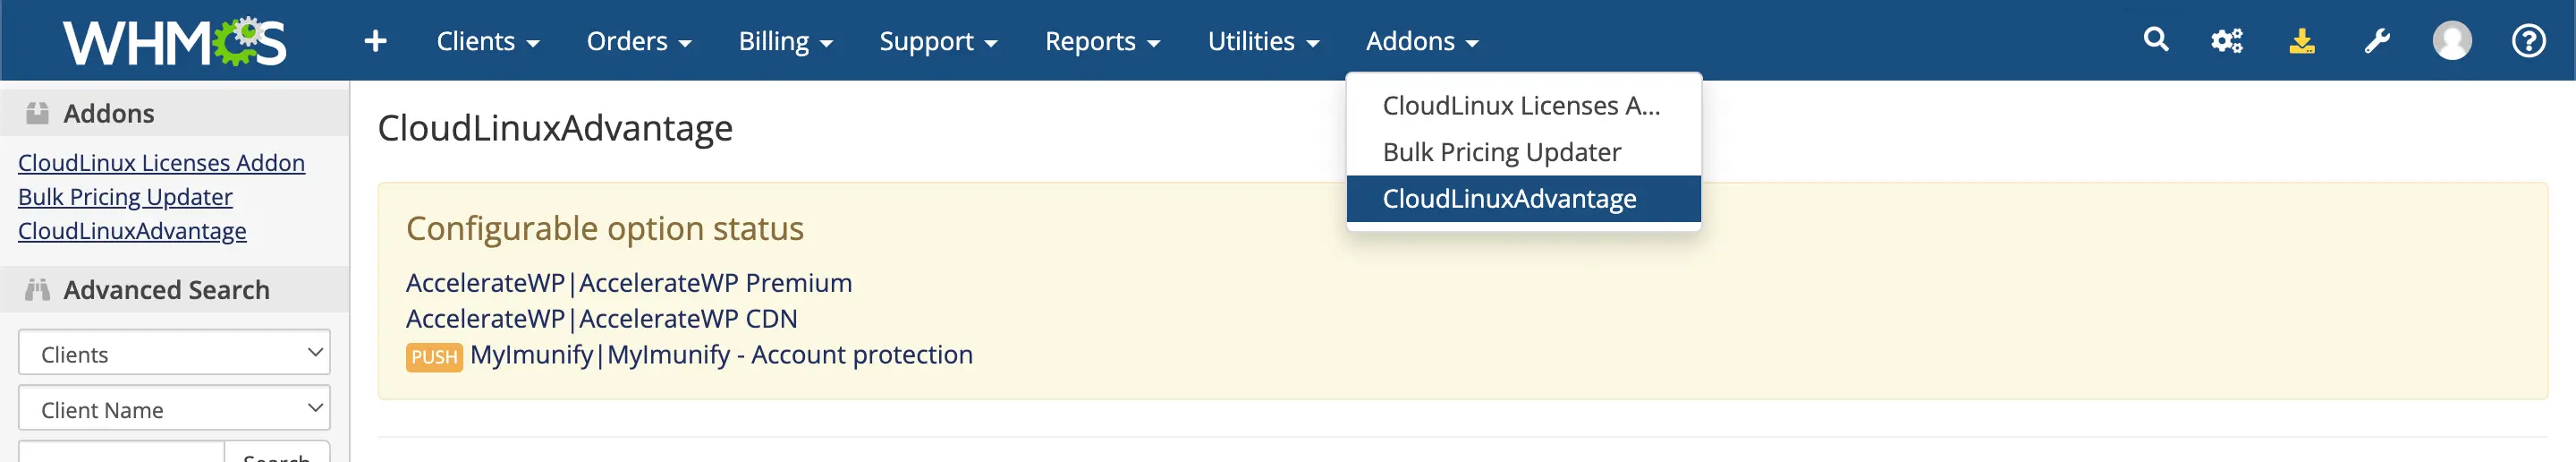 WHMCS
Clients
Orders
Billing
Support
Reports
Utilities
Addons
Addons
CloudLinux Licenses Addon
Bulk Pricing Updater
CloudLinuxAdvantage
Advanced Search
Clients
Client Name
Search
CloudLinuxAdvantage
CloudLinux Licenses A...
Bulk Pricing Updater
CloudLinuxAdvantage
Configurable option status
AccelerateWP|AccelerateWP Premium
AccelerateWP|AccelerateWP CDN
PUSH MyImunify|MyImunify - Account protection